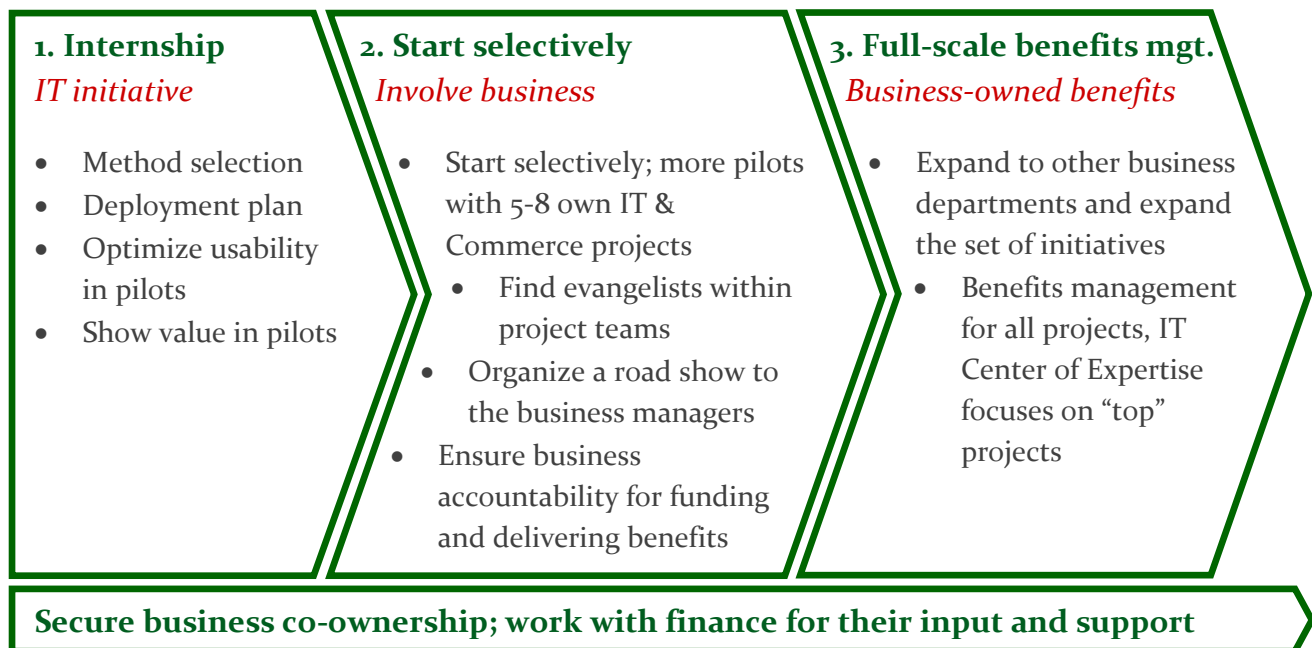 1. Internship
IT initiative
• Method selection
• Deployment plan
• Optimize usability
in pilots
• Show value in pilots
2. Start selectively
Involve business
• Start selectively; more pilots
with 5-8 own IT &
Commerce projects
• Find evangelists within
project teams
• Organize a road show to
the business managers
• Ensure business
accountability for funding
and delivering benefits
3. Full-scale benefits mgt.
Business-owned benefits
• Expand to other business
departments and expand
the set of initiatives
• Benefits management
for all projects, IT
Center of Expertise
focuses on “top”
projects
Secure business co-ownership; work with finance for their input and support